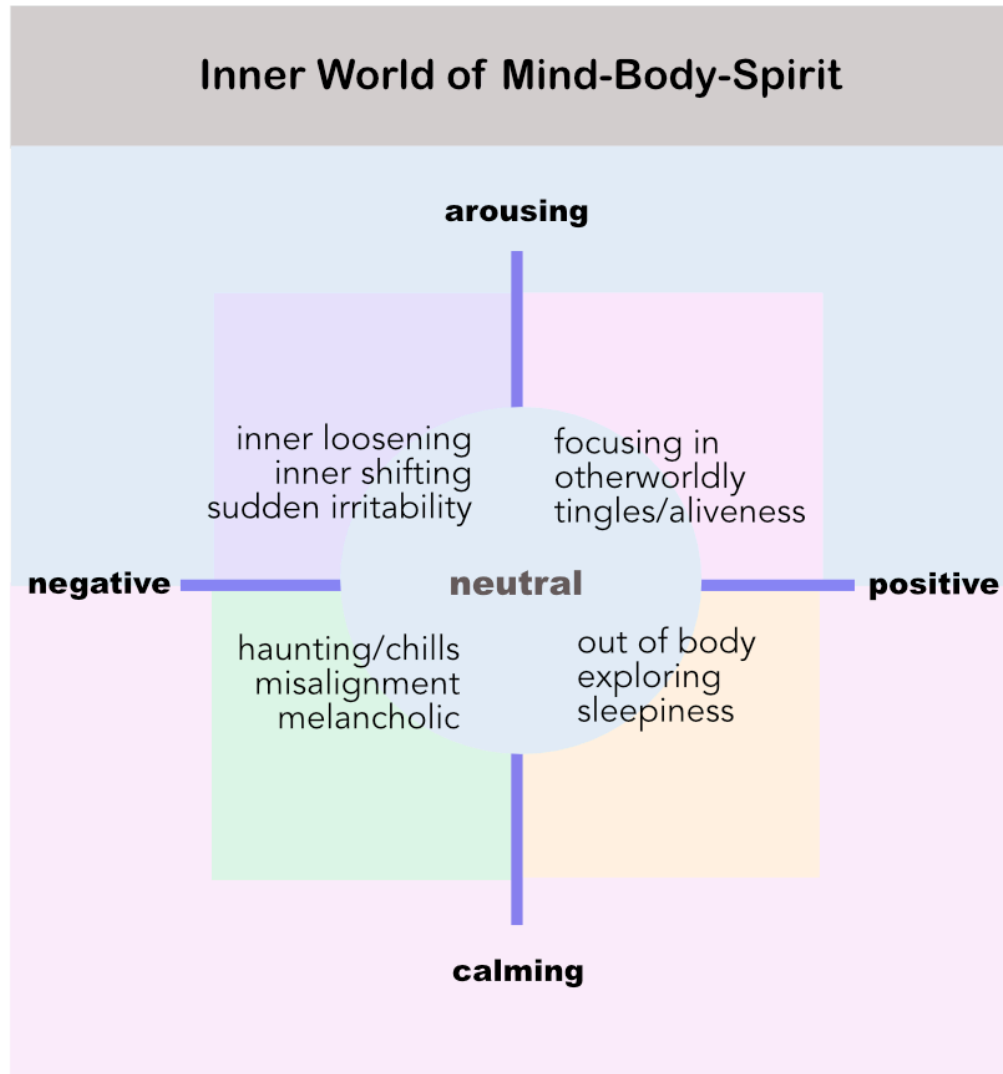 Inner World of Mind-Body-Spirit
arousing
inner loosening
inner shifting
sudden irritability
focusing in
otherworldly
tingles/aliveness
negative
neutral
positive
haunting/chills
misalignment
melancholic
out of body
exploring
sleepiness
calming